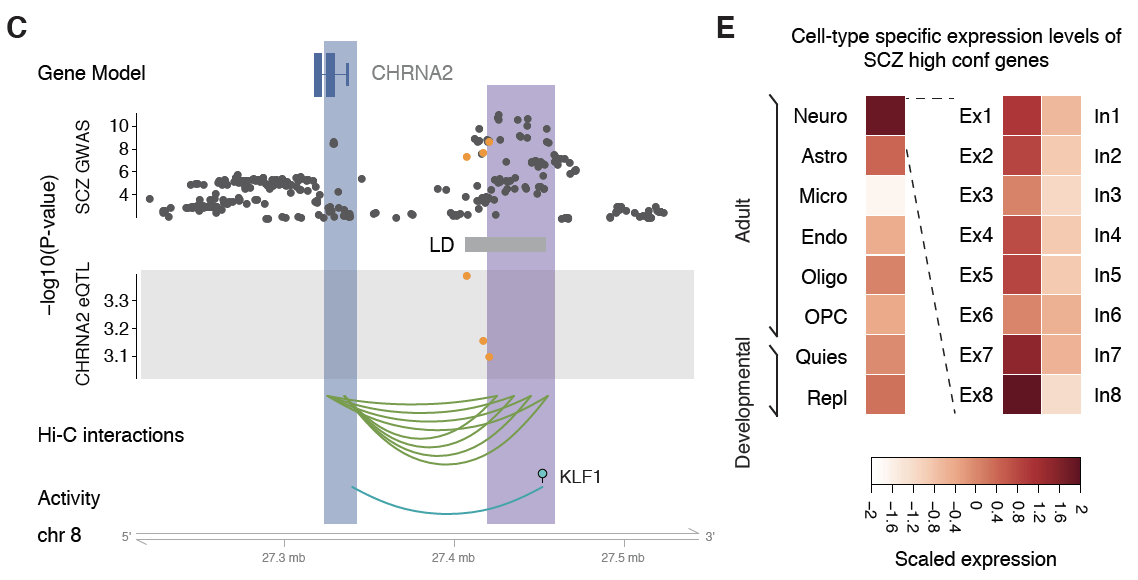 C
Gene Model
CHRNA2
SCZ GWAS
10
8
6
4
−log10(P-value)
LD
CHRNA2 eQTL
3.3
3.2
3.1
Hi-C interactions
KLF1
Activity
chr 8
5'
3'
27.3 mb
27.4 mb
27.5 mb
E
Cell-type specific expression levels of
SCZ high conf genes
Adult
Developmental
Neuro
Astro
Micro
Endo
Oligo
OPC
Quies
Repl
Ex1
Ex2
Ex3
Ex4
Ex5
Ex6
Ex7
Ex8
In1
In2
In3
In4
In5
In6
In7
In8
-2
-1.6
-1.2
-0.8
-0.4
0
0.4
0.8
1.2
1.6
2
Scaled expression